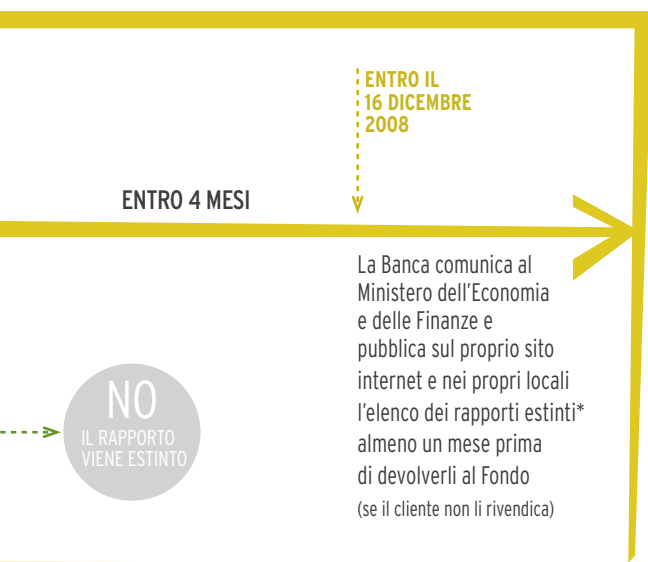 ENTRO IL
16 DICEMBRE
2008
ENTRO 4 MESI
La Banca comunica al
Ministero dell'Economia
e delle Finanze e
pubblica sul proprio sito
internet e nei propri locali
l'elenco dei rapporti estinti*
almeno un mese prima
di devolverli al Fondo
(se il cliente non li rivendica)
NO
IL RAPPORTO
VIENE ESTINTO